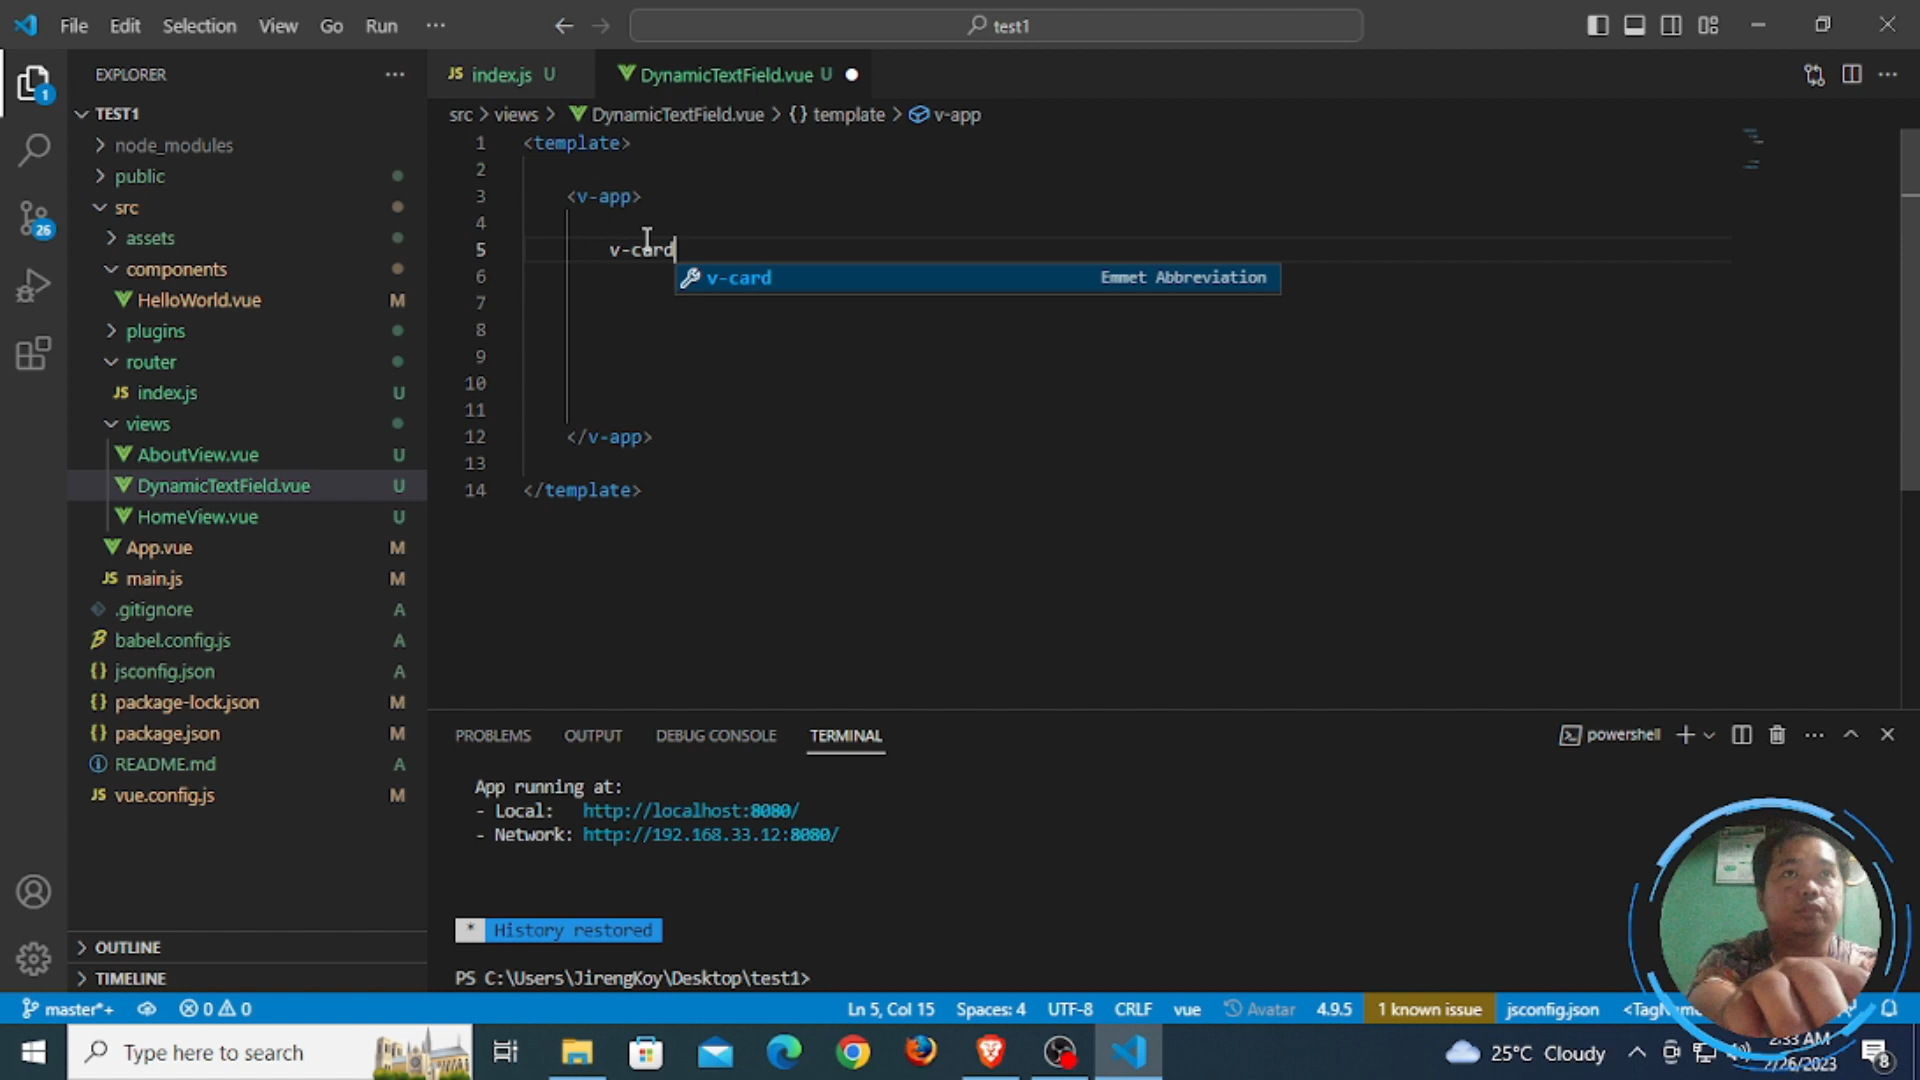 File Edit Selection View Go Run ··· test1
EXPLORER ···
index.js U
DynamicTextField.vue U
TEST1
src > views > DynamicTextField.vue > {} template > v-app
node_modules
public
src
assets
components
HelloWorld.vue M
plugins
router
JS index.js U
views
AboutView.vue U
DynamicTextField.vue U
HomeView.vue U
App.vue M
JS main.js M
.gitignore A
babel.config.js A
{} jsconfig.json A
{} package-lock.json M
{} package.json M
README.md A
JS vue.config.js M
OUTLINE
TIMELINE
1 <template>
2
3 <v-app>
4
5 v-card
v-card Emmet Abbreviation
6
7
8
9
10
11
12 </v-app>
13
14 </template>
PROBLEMS OUTPUT DEBUG CONSOLE TERMINAL
powershell
App running at:
- Local: http://localhost:8080/
- Network: http://192.168.33.12:8080/
* History restored
PS C:\Users\JirengKoy\Desktop\test1>
master*+ 0 0 Ln 5, Col 15 Spaces: 4 UTF-8 CRLF vue Avatar 4.9.5 1 known issue jsconfig.json
Type here to search
25°C Cloudy
8